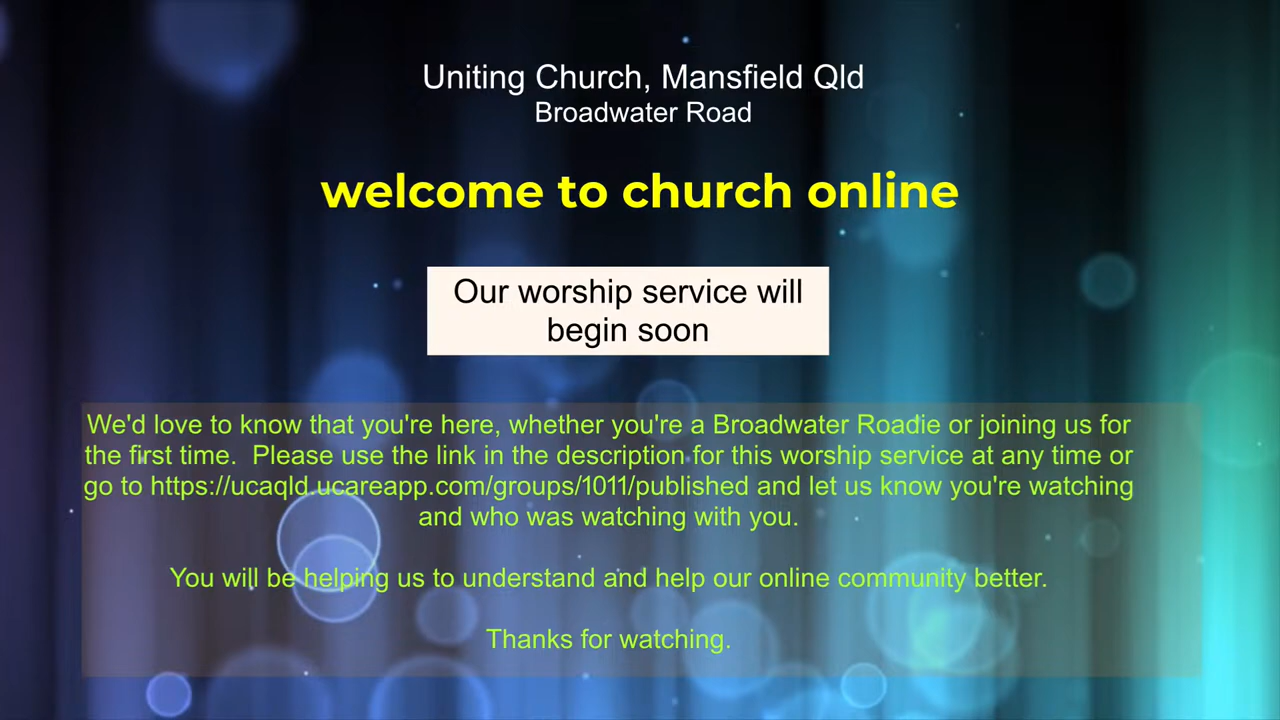 Uniting Church, Mansfield Qld
Broadwater Road
welcome to church online
Our worship service will
begin soon
We'd love to know that you're here, whether you're a Broadwater Roadie or joining us for
the first time.  Please use the link in the description for this worship service at any time or
go to https://ucaqld.ucareapp.com/groups/1011/published and let us know you're watching
and who was watching with you.
You will be helping us to understand and help our online community better.
Thanks for watching.